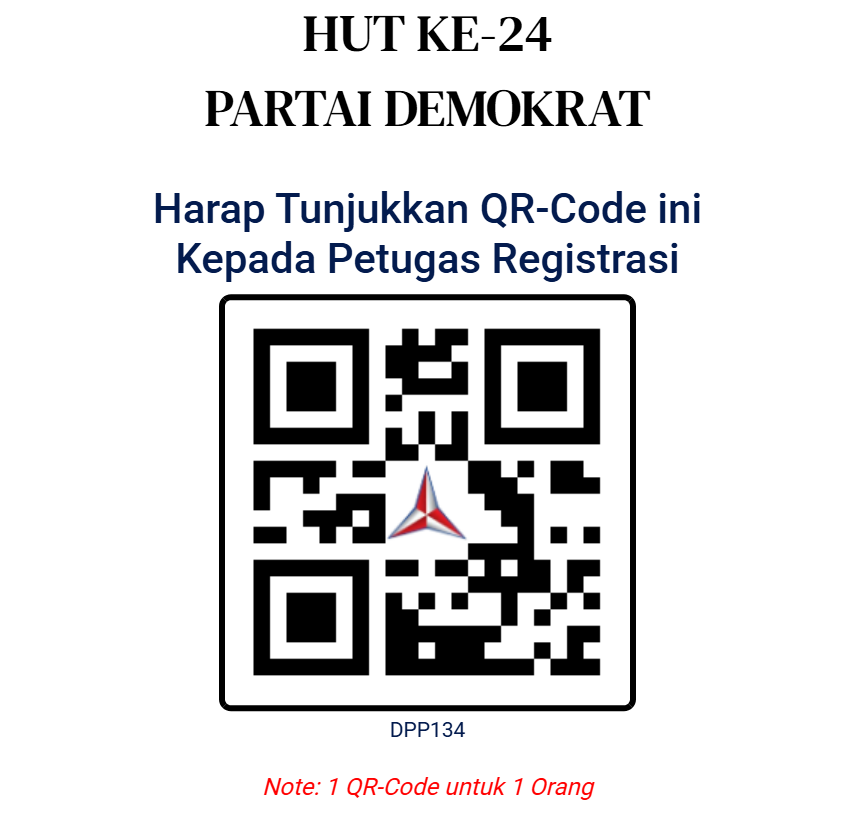 HUT KE-24
PARTAI DEMOKRAT
Harap Tunjukkan QR-Code ini
Kepada Petugas Registrasi
DPP134
Note: 1 QR-Code untuk 1 Orang